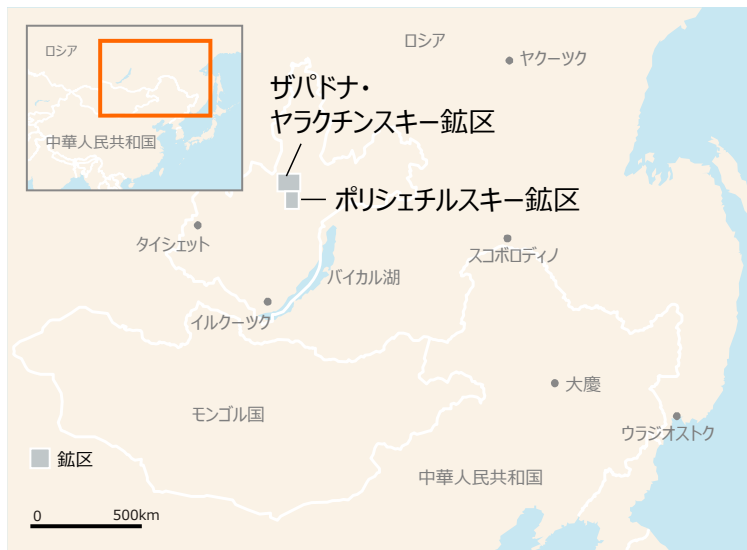 ロシア
中華人民共和国
ロシア
ヤクーツク
ザパドナ・
ヤラクチンスキー鉱区
ボリシェチルスキー鉱区
タイシェット
スコボロディノ
バイカル湖
イルクーツク
大慶
モンゴル国
ウラジオストク
鉱区
中華人民共和国
0 500km